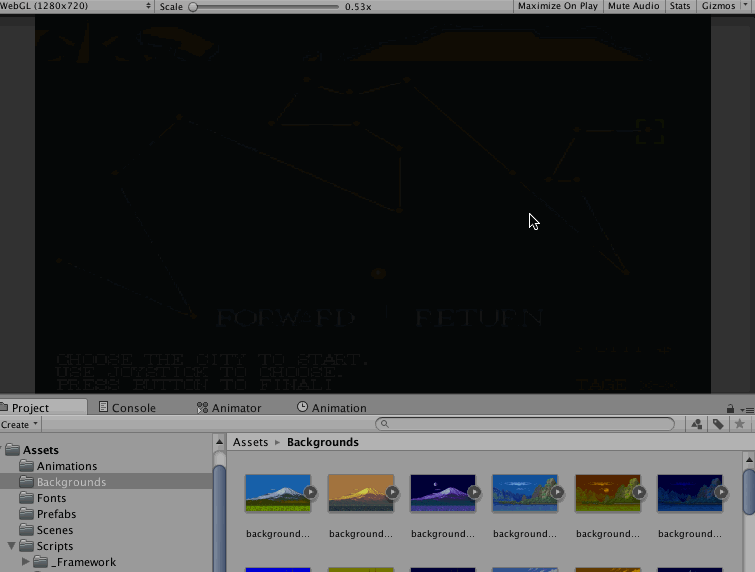 WebGL (1280x720)
Scale 0.53x
Maximize On Play Mute Audio Stats Gizmos
FORWARD RETURN
CHOOSE THE CITY TO START.
USE JOYSTICK TO CHOOSE.
PRESS BUTTON TO FINALI
Project Console Animator Animation
Create
Assets
Assets Backgrounds
Animations
Backgrounds
Fonts
Prefabs
Scenes
Scripts
_Framework
background... background... background... background... background... background...